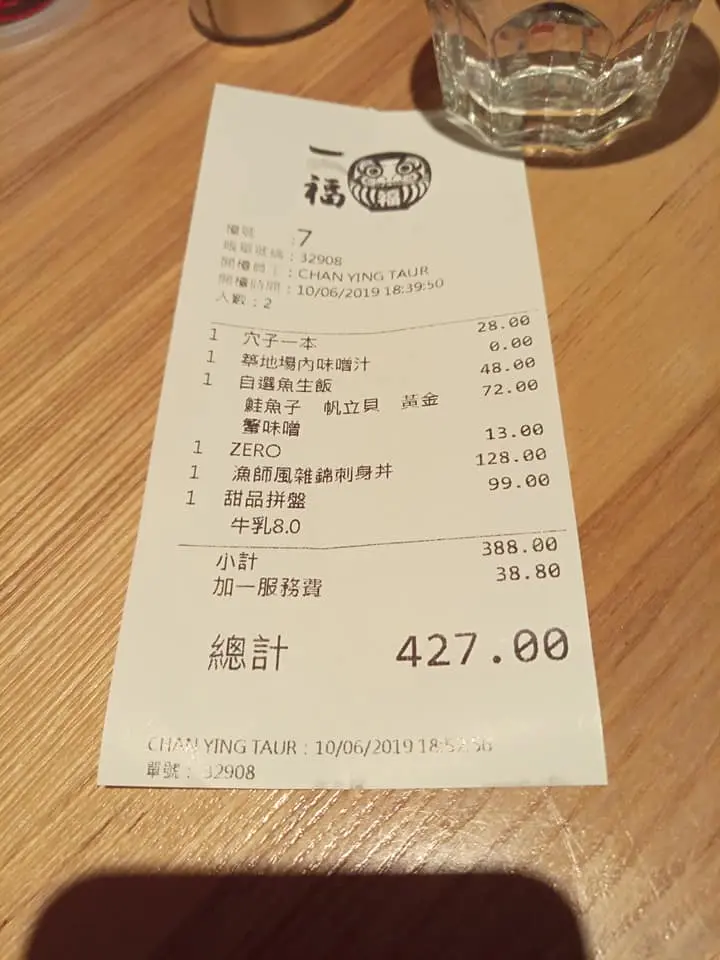 一福
福
檯號 : 7
賬單號碼 : 32908
開檯員工 : CHAN YING TAUR
開檯時間 : 10/06/2019 18:39:50
人數 : 2
1 穴子一本 28.00
1 築地場內味噌汁 0.00
1 自選魚生飯 48.00
鮭魚子 帆立貝 黃金 72.00
蟹味噌
1 ZERO 13.00
1 漁師風雜錦刺身丼 128.00
1 甜品拼盤 99.00
牛乳8.0
小計 388.00
加一服務費 38.80
總計 427.00
CHAN YING TAUR : 10/06/2019
單號 : 32908